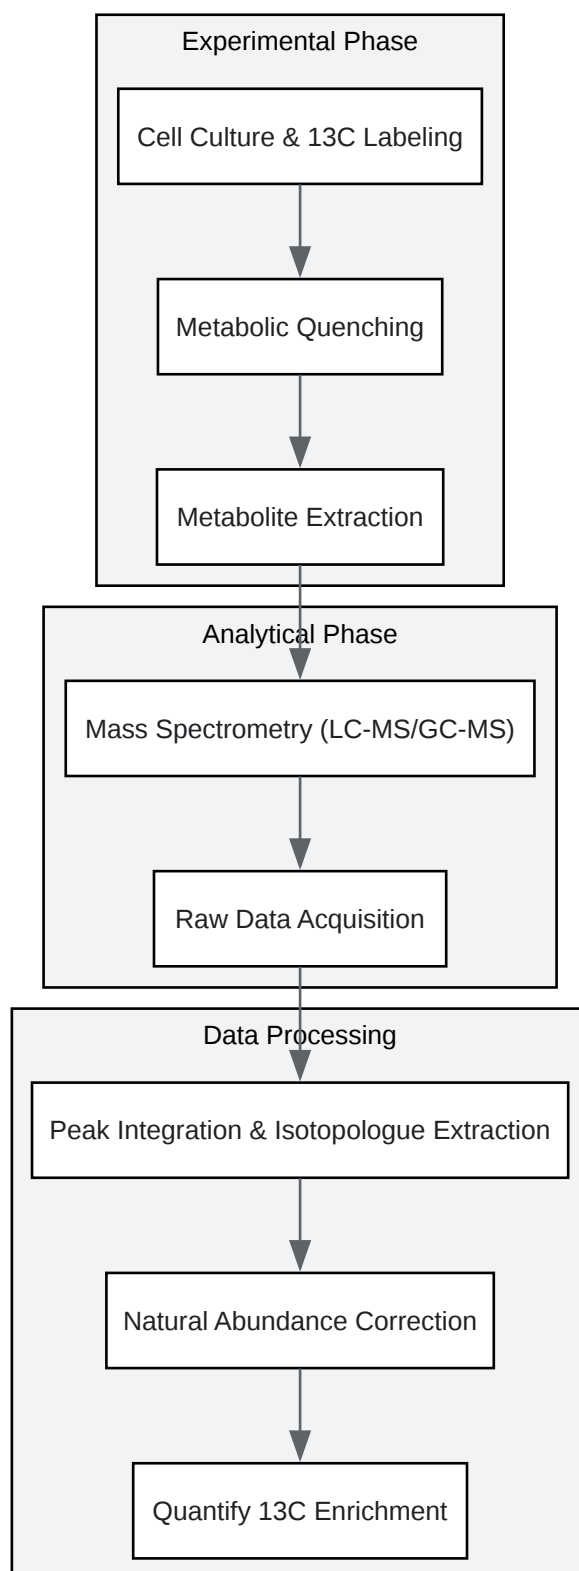 Experimental Phase
Cell Culture & 13C Labeling
Metabolic Quenching
Metabolite Extraction
Analytical Phase
Mass Spectrometry (LC-MS/GC-MS)
Raw Data Acquisition
Data Processing
Peak Integration & Isotopologue Extraction
Natural Abundance Correction
Quantify 13C Enrichment